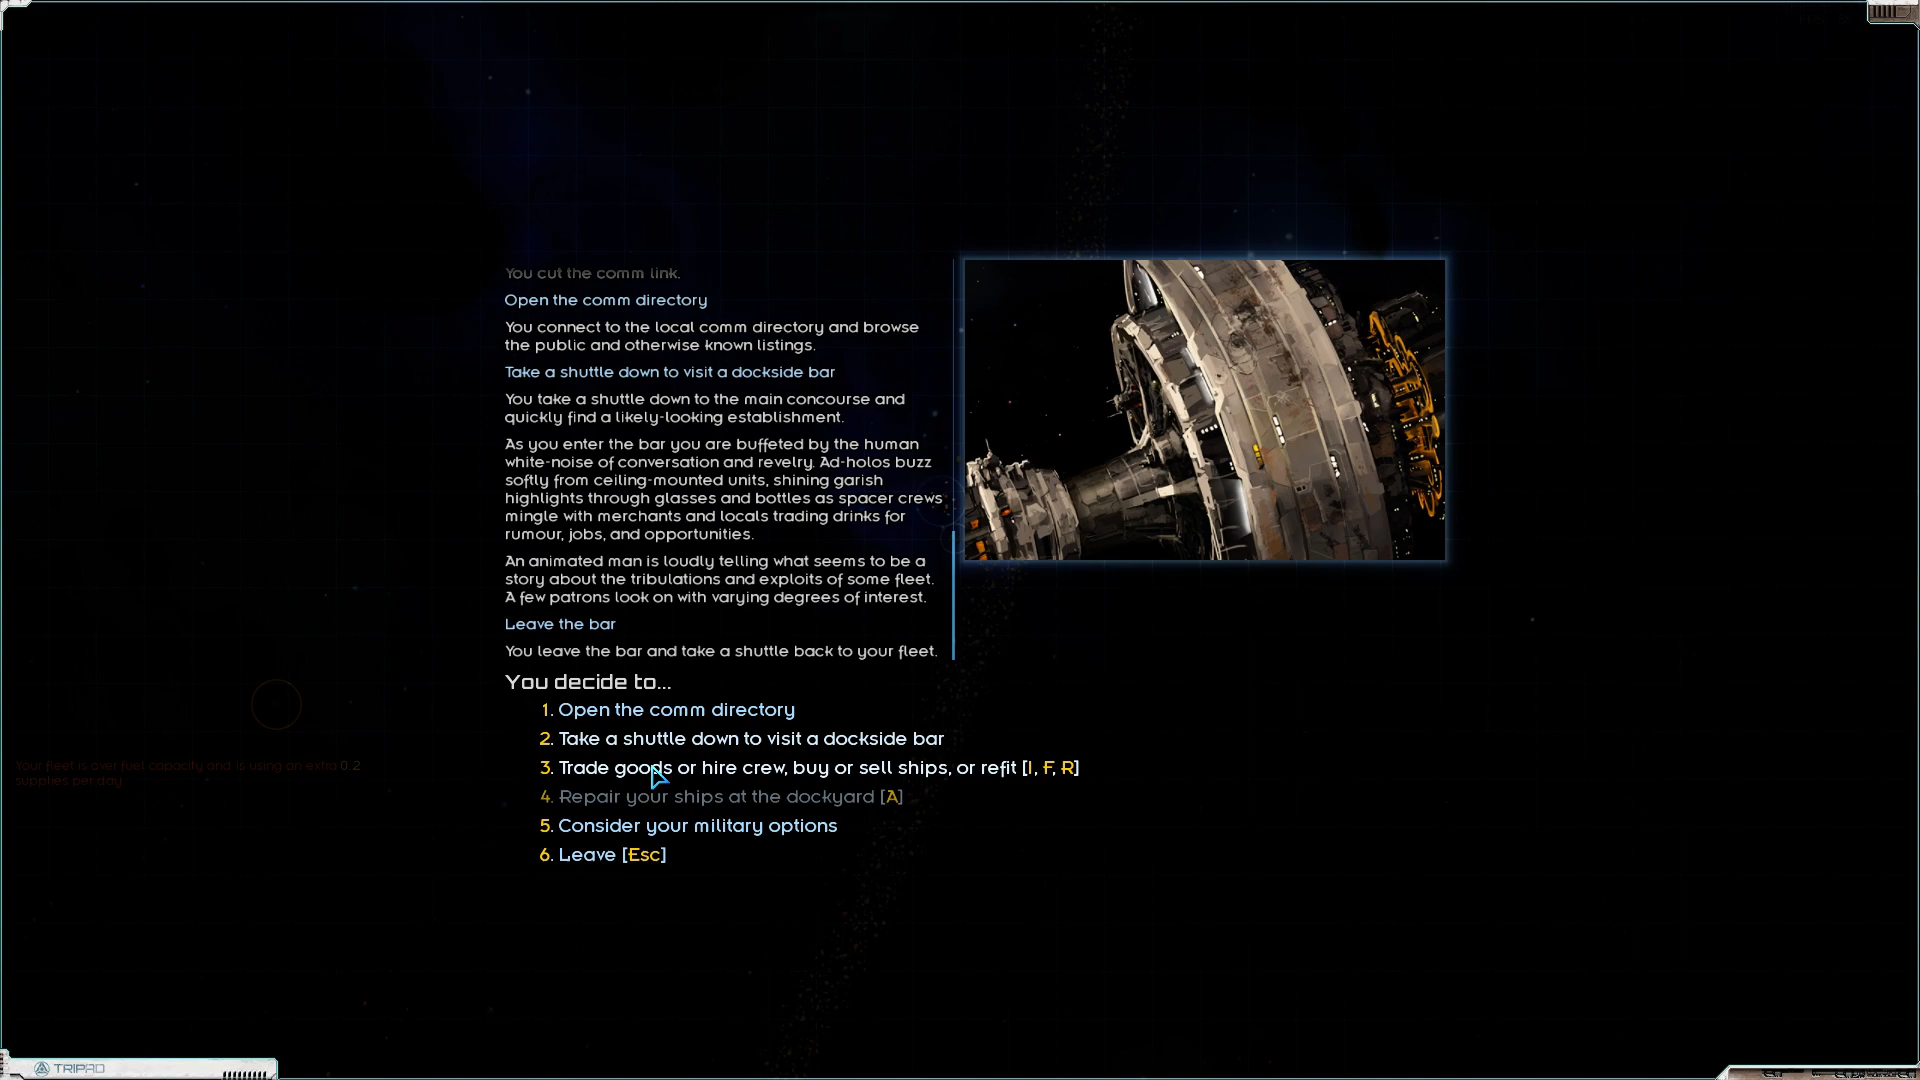 You cut the comm link.
Open the comm directory
You connect to the local comm directory and browse
the public and otherwise known listings.
Take a shuttle down to visit a dockside bar
You take a shuttle down to the main concourse and
quickly find a likely-looking establishment.
As you enter the bar you are buffeted by the human
white-noise of conversation and revelry. Ad-holos buzz
softly from ceiling-mounted units, shining garish
highlights through glasses and bottles as spacer crews
mingle with merchants and locals trading drinks for
rumour, jobs, and opportunities.
An animated man is loudly telling what seems to be a
story about the tribulations and exploits of some fleet.
A few patrons look on with varying degrees of interest.
Leave the bar
You leave the bar and take a shuttle back to your fleet.
You decide to...
1. Open the comm directory
2. Take a shuttle down to visit a dockside bar
3. Trade goods or hire crew, buy or sell ships, or refit [I, F, R]
4. Repair your ships at the dockyard [A]
5. Consider your military options
6. Leave [Esc]
Your fleet is over fuel capacity and is using an extra 0.2
supplies per day
TRIPAD